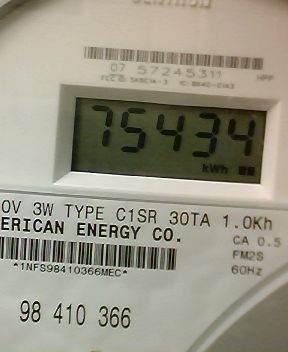 07 57245311
HPP
75434
kWh
0V 3W TYPE C1SR 30TA 1.0Kh
ERICAN ENERGY CO.
CA 0.5
FM2S
*1NFS98410366MEC*
60Hz
98 410 366